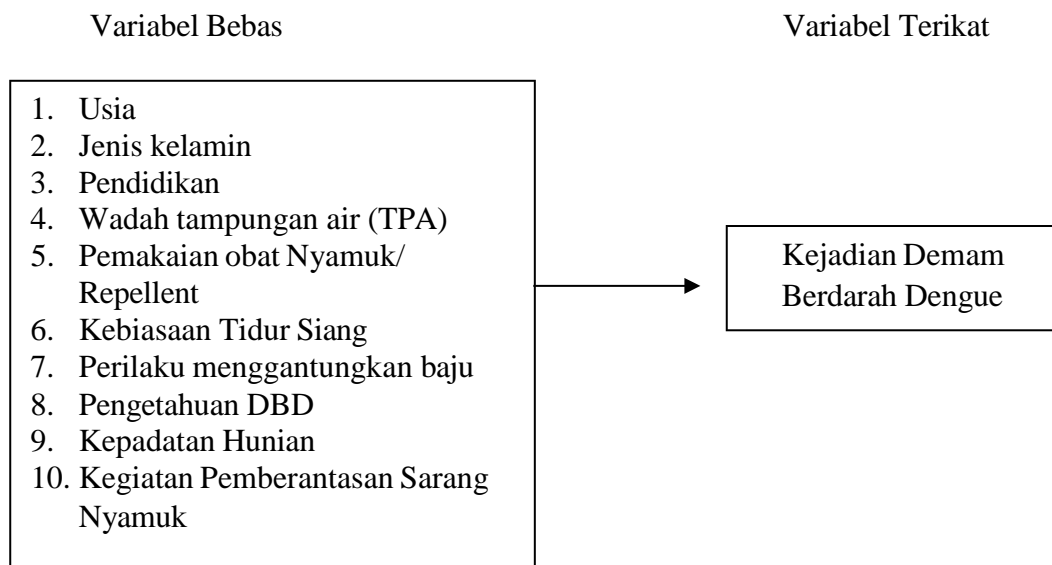 Variabel Bebas
Variabel Terikat
1. Usia
2. Jenis kelamin
3. Pendidikan
4. Wadah tampungan air (TPA)
5. Pemakaian obat Nyamuk/
Repellent
6. Kebiasaan Tidur Siang
7. Perilaku menggantungkan baju
8. Pengetahuan DBD
9. Kepadatan Hunian
10. Kegiatan Pemberantasan Sarang
Nyamuk
Kejadian Demam
Berdarah Dengue